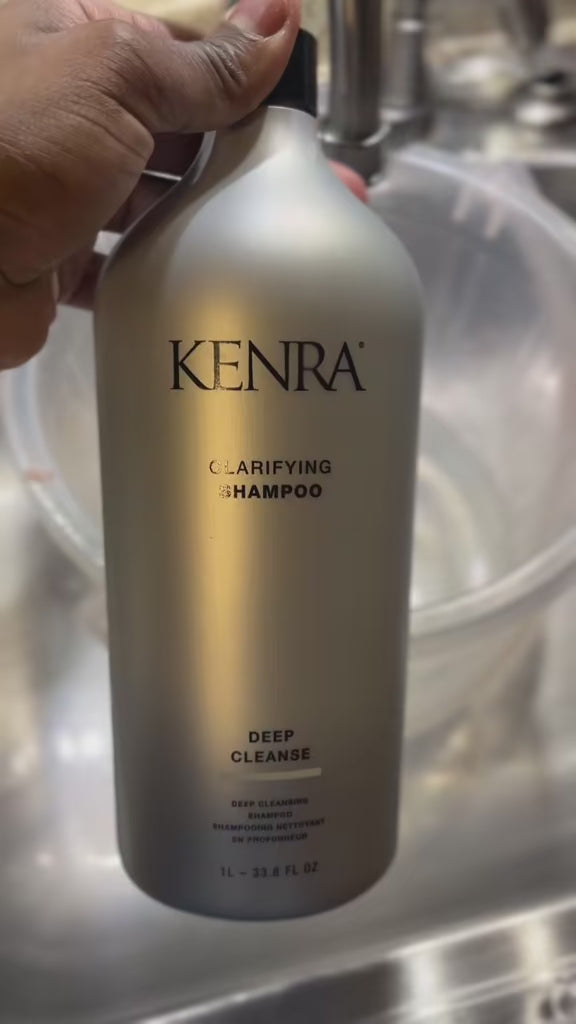 KENRA®
CLARIFYING
SHAMPOO
DEEP
CLEANSE
DEEP CLEANSING
SHAMPOO
SHAMPOOING NETTOYANT
EN PROFONDEUR
1L – 33.8 FL OZ